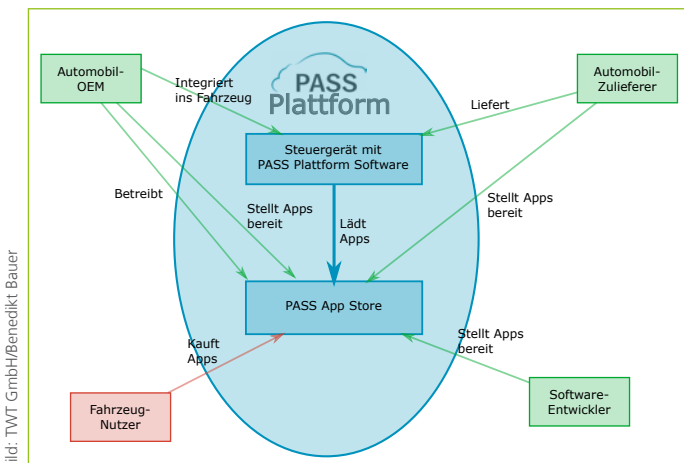 PASS
Plattform
Automobil-
OEM
Integriert
ins Fahrzeug
Automobil-
Zulieferer
Liefert
Steuergerät mit
PASS Plattform Software
Betreibt
Stellt Apps
bereit
Lädt
Apps
Stellt Apps
bereit
PASS App Store
Kauft
Apps
Stellt Apps
bereit
Fahrzeug-
Nutzer
Software-
Entwickler
ild: TWT GmbH/Benedikt Bauer